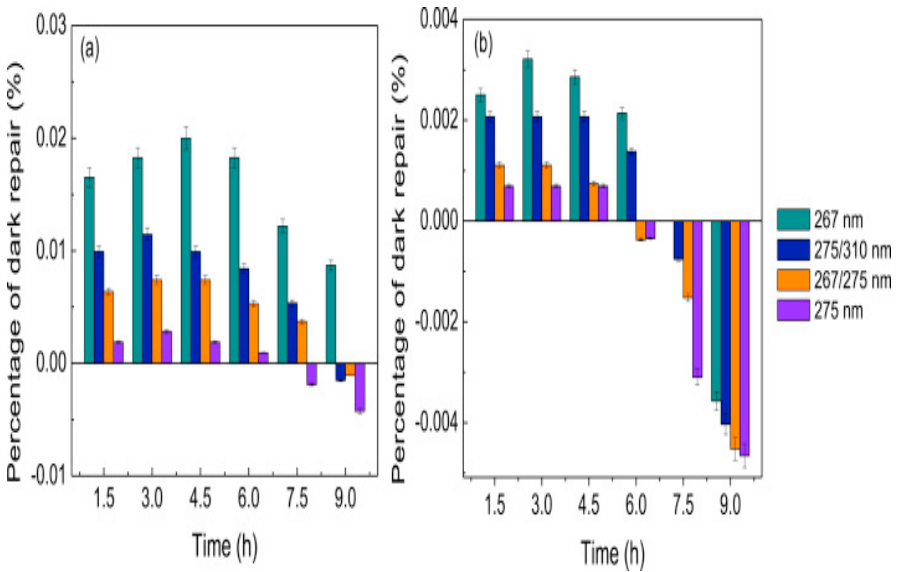 (a)
Percentage of dark repair (%)
0.03
0.02
0.01
0.00
-0.01
1.5 3.0 4.5 6.0 7.5 9.0
Time (h)
(b)
Percentage of dark repair (%)
0.004
0.002
0.000
-0.002
-0.004
1.5 3.0 4.5 6.0 7.5 9.0
Time (h)
267 nm
275/310 nm
267/275 nm
275 nm